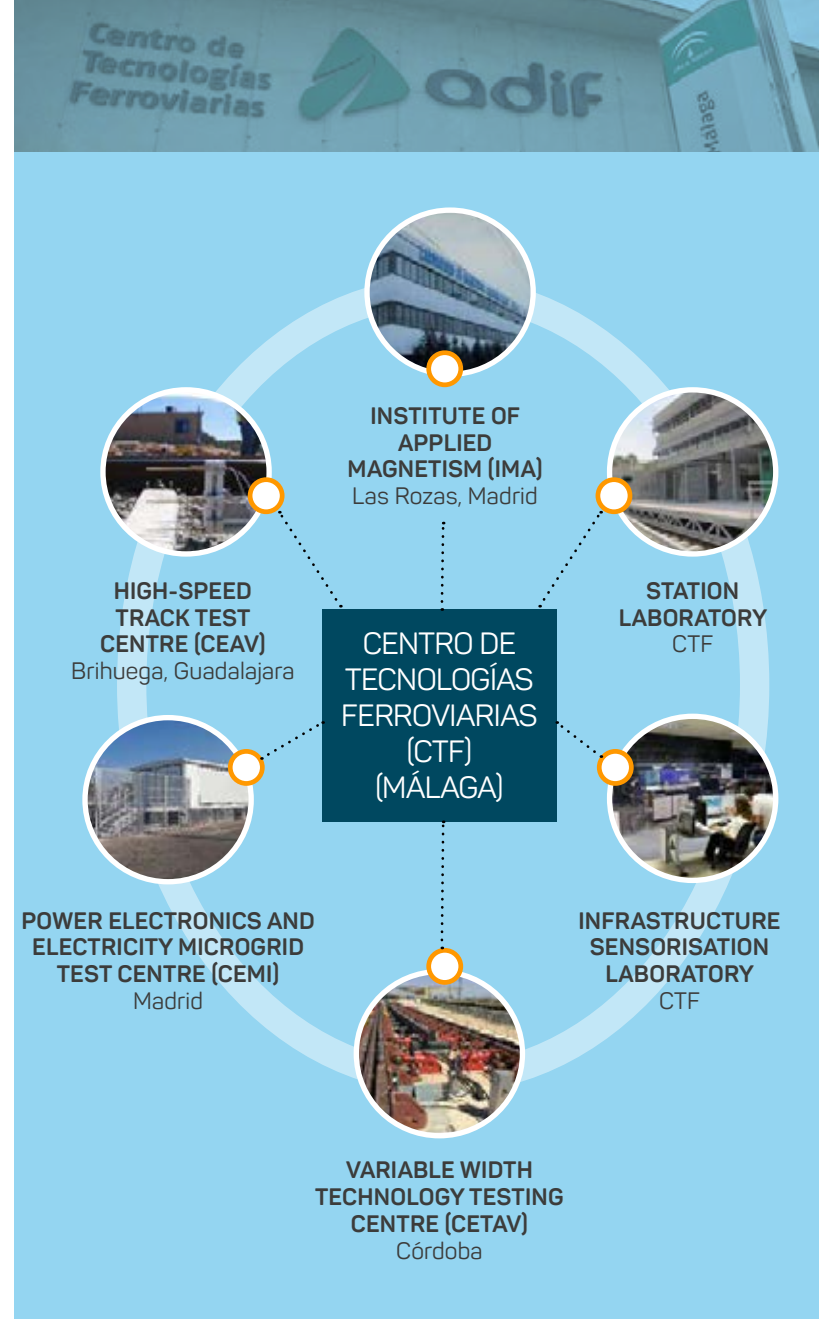 Centro de
Tecnologías
Ferroviarias
adif
Málaga
INSTITUTE OF
APPLIED
MAGNETISM (IMA)
Las Rozas, Madrid
HIGH-SPEED
TRACK TEST
CENTRE (CEAV)
Brihuega, Guadalajara
STATION
LABORATORY
CTF
CENTRO DE
TECNOLOGÍAS
FERROVIARIAS
(CTF)
(MÁLAGA)
POWER ELECTRONICS AND
ELECTRICITY MICROGRID
TEST CENTRE (CEMI)
Madrid
INFRASTRUCTURE
SENSORISATION
LABORATORY
CTF
VARIABLE WIDTH
TECHNOLOGY TESTING
CENTRE (CETAV)
Córdoba